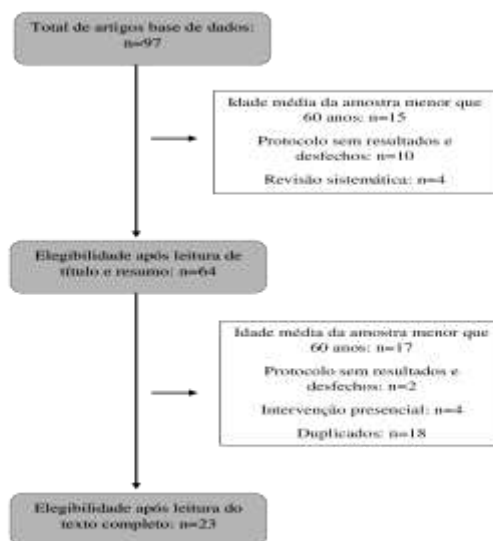 Total de artigos base de dados:
n=97
Idade média da amostra menor que
60 anos: n=15
Protocolo sem resultados e
desfechos: n=10
Revisão sistemática: n=4
Elegibilidade após leitura de
título e resumo: n=64
Idade média da amostra menor que
60 anos: n=17
Protocolo sem resultados e
desfechos: n=2
Intervenção presencial: n=4
Duplicados: n=18
Elegibilidade após leitura do
texto completo: n=23